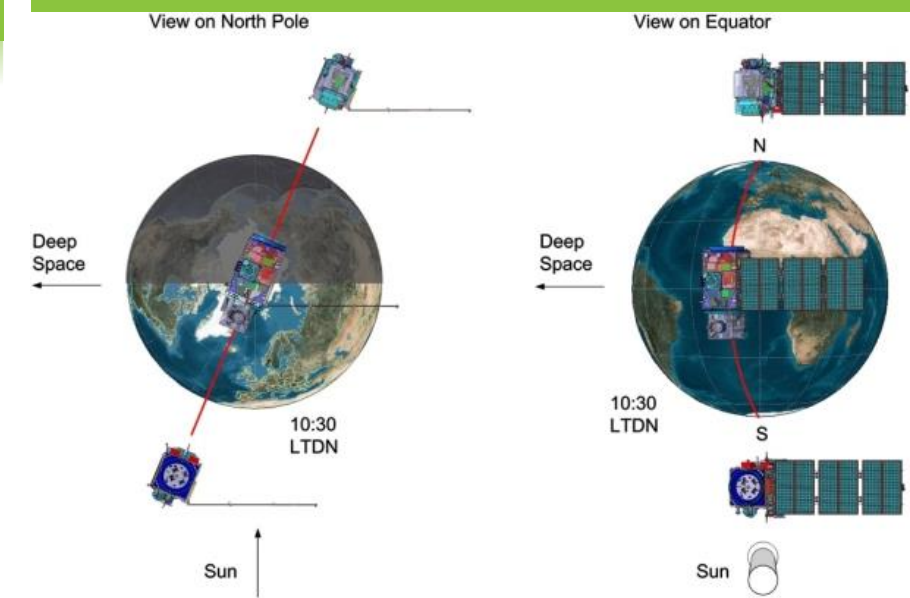 View on North Pole
View on Equator
N
Deep
Space
Deep
Space
10:30
LTDN
10:30
LTDN
S
Sun
Sun